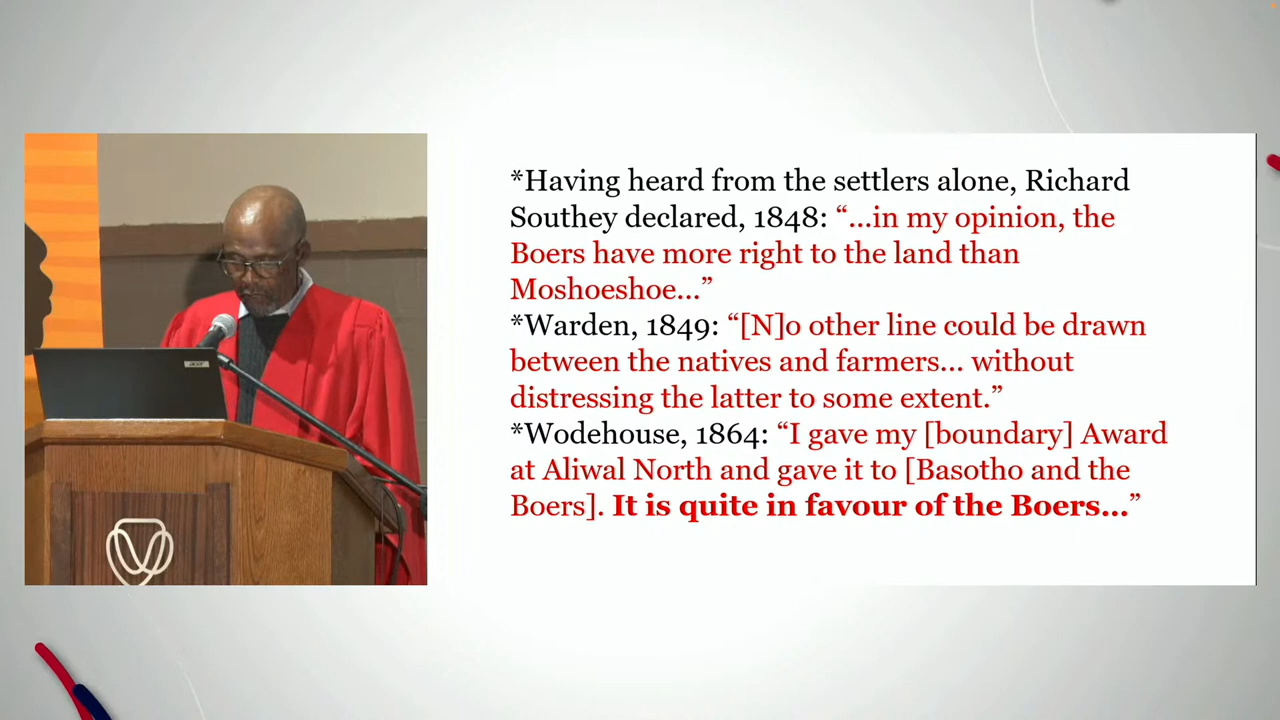 *Having heard from the settlers alone, Richard
Southey declared, 1848: “...in my opinion, the
Boers have more right to the land than
Moshoeshoe...”
*Warden, 1849: “[N]o other line could be drawn
between the natives and farmers... without
distressing the latter to some extent.”
*Wodehouse, 1864: “I gave my [boundary] Award
at Aliwal North and gave it to [Basotho and the
Boers]. It is quite in favour of the Boers...”